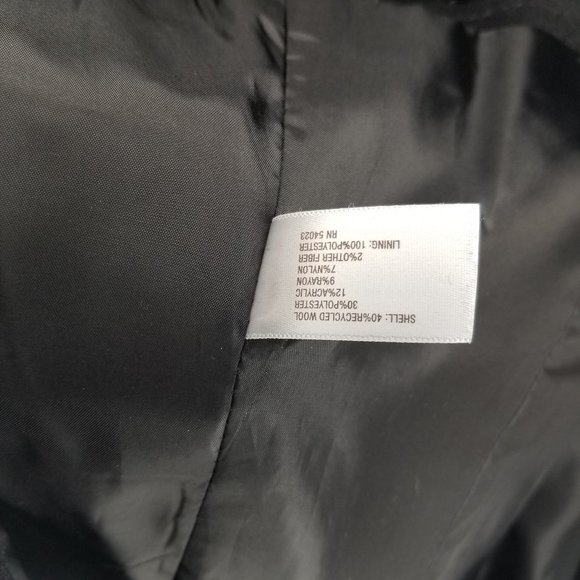 SHELL: 40%RECYCLED WOOL
30%POLYESTER
12%ACRYLIC
9%RAYON
7%NYLON
2%OTHER FIBER
LINING: 100%POLYESTER
RN 54023